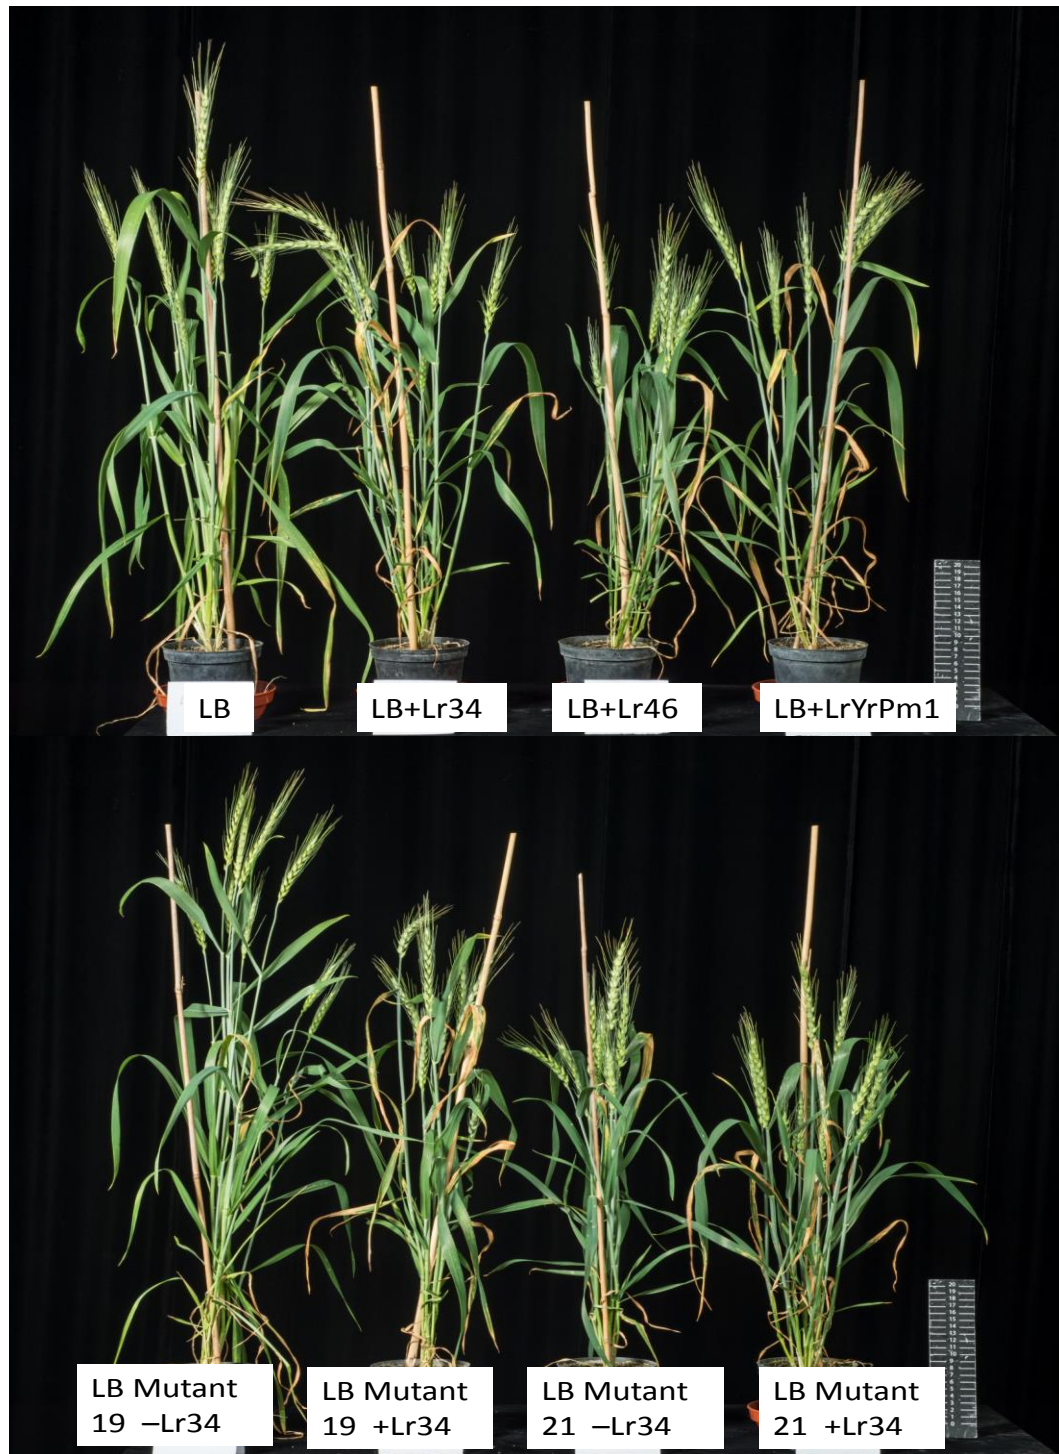 LB
LB+Lr34
LB+Lr46
LB+LrYrPm1
LB Mutant
19 –Lr34
LB Mutant
19 +Lr34
LB Mutant
21 –Lr34
LB Mutant
21 +Lr34